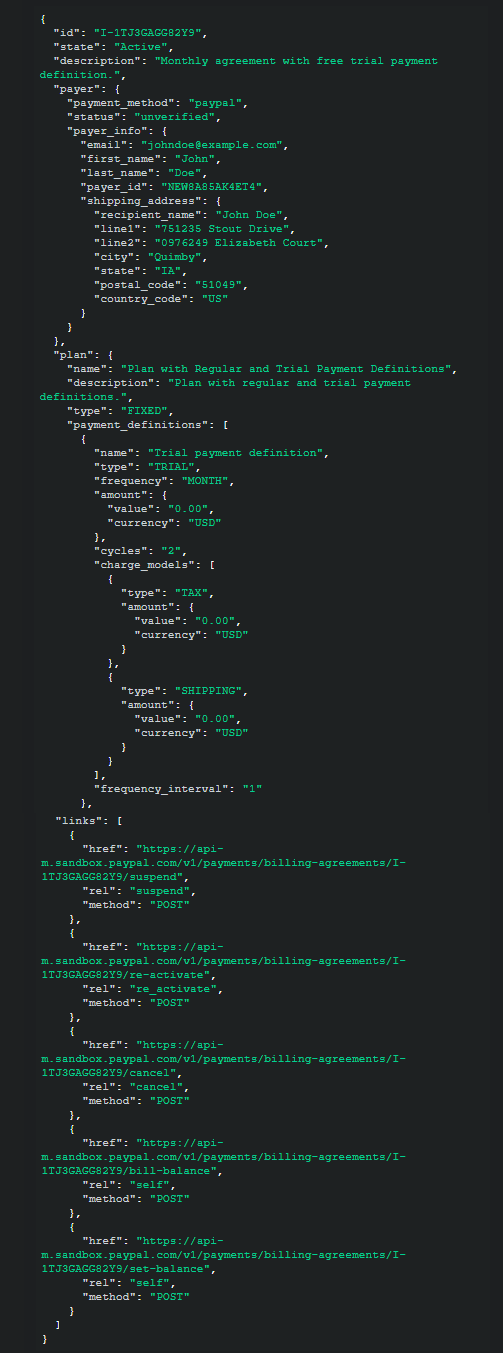 {
"id": "I-1TJ3GAGG82Y9",
"state": "Active",
"description": "Monthly agreement with free trial payment
definition.",
"payer": {
"payment_method": "paypal",
"status": "unverified",
"payer_info": {
"email": "johndoe@example.com",
"first_name": "John",
"last_name": "Doe",
"payer_id": "NEW8A85AK4ET4",
"shipping_address": {
"recipient_name": "John Doe",
"line1": "751235 Stout Drive",
"line2": "0976249 Elizabeth Court",
"city": "Quimby",
"state": "IA",
"postal_code": "51049",
"country_code": "US"
}
}
},
"plan": {
"name": "Plan with Regular and Trial Payment Definitions",
"description": "Plan with regular and trial payment
definitions.",
"type": "FIXED",
"payment_definitions": [
{
"name": "Trial payment definition",
"type": "TRIAL",
"frequency": "MONTH",
"amount": {
"value": "0.00",
"currency": "USD"
},
"cycles": "2",
"charge_models": [
{
"type": "TAX",
"amount": {
"value": "0.00",
"currency": "USD"
}
},
{
"type": "SHIPPING",
"amount": {
"value": "0.00",
"currency": "USD"
}
}
],
"frequency_interval": "1"
},
"links": [
{
"href": "https://api-
m.sandbox.paypal.com/v1/payments/billing-agreements/I-
1TJ3GAGG82Y9/suspend",
"rel": "suspend",
"method": "POST"
},
{
"href": "https://api-
m.sandbox.paypal.com/v1/payments/billing-agreements/I-
1TJ3GAGG82Y9/re-activate",
"rel": "re_activate",
"method": "POST"
},
{
"href": "https://api-
m.sandbox.paypal.com/v1/payments/billing-agreements/I-
1TJ3GAGG82Y9/cancel",
"rel": "cancel",
"method": "POST"
},
{
"href": "https://api-
m.sandbox.paypal.com/v1/payments/billing-agreements/I-
1TJ3GAGG82Y9/bill-balance",
"rel": "self",
"method": "POST"
},
{
"href": "https://api-
m.sandbox.paypal.com/v1/payments/billing-agreements/I-
1TJ3GAGG82Y9/set-balance",
"rel": "self",
"method": "POST"
}
]
}